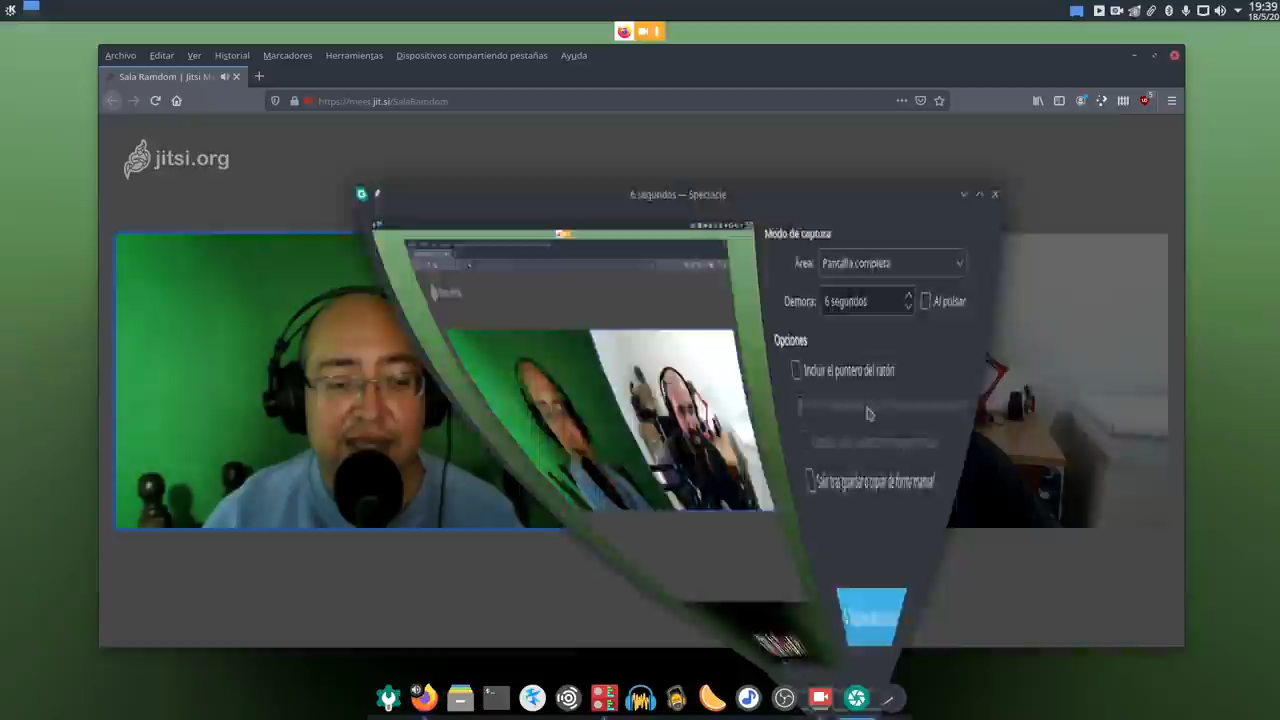 19:39
18/5/20
Archivo Editar Ver Historial Marcadores Herramientas Dispositivos compartiendo pestañas Ayuda
Sala Ramdom | Jitsi M
https://meet.jit.si/SalaRamdom
5
jitsi.org
6 segundos — Spectacle
Modo de captura
Área: Pantalla completa
Demora: 6 segundos Al pulsar
Opciones
Incluir el puntero del ratón
Salir tras guardar o copiar de forma manual